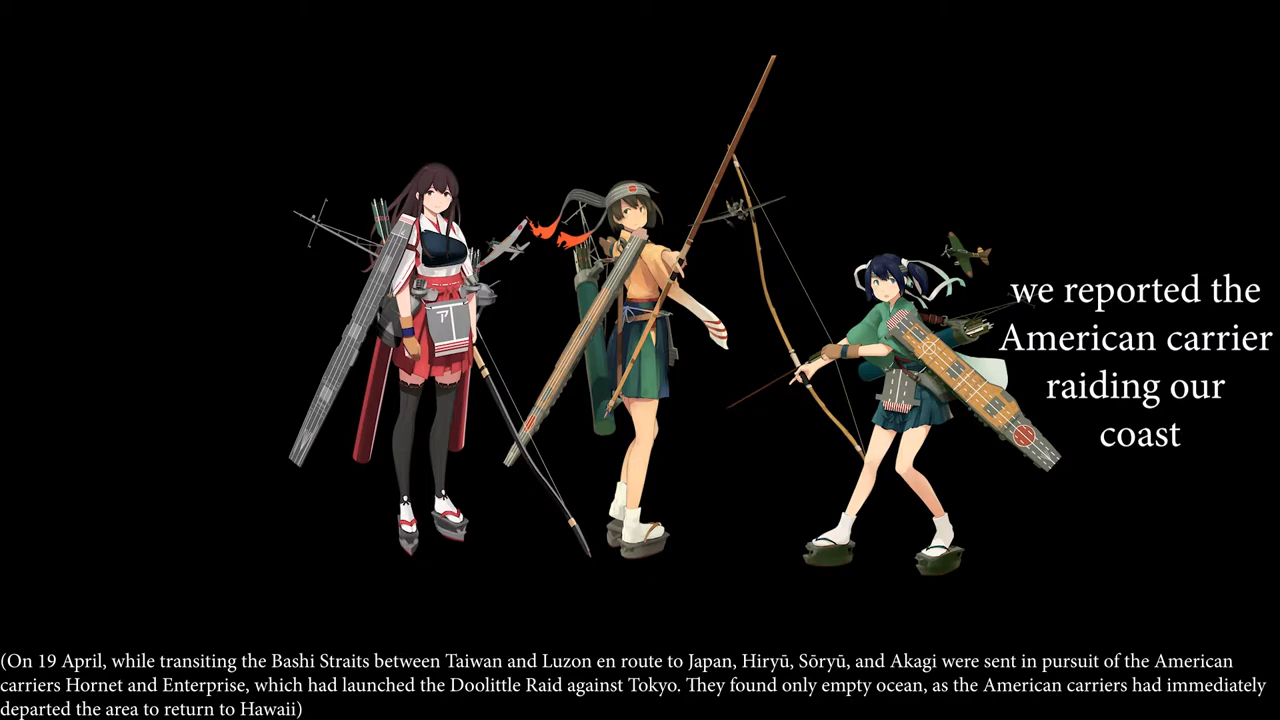 we reported the
American carrier
raiding our
coast
ア
(On 19 April, while transiting the Bashi Straits between Taiwan and Luzon en route to Japan, Hiryū, Sōryū, and Akagi were sent in pursuit of the American
carriers Hornet and Enterprise, which had launched the Doolittle Raid against Tokyo. They found only empty ocean, as the American carriers had immediately
departed the area to return to Hawaii)